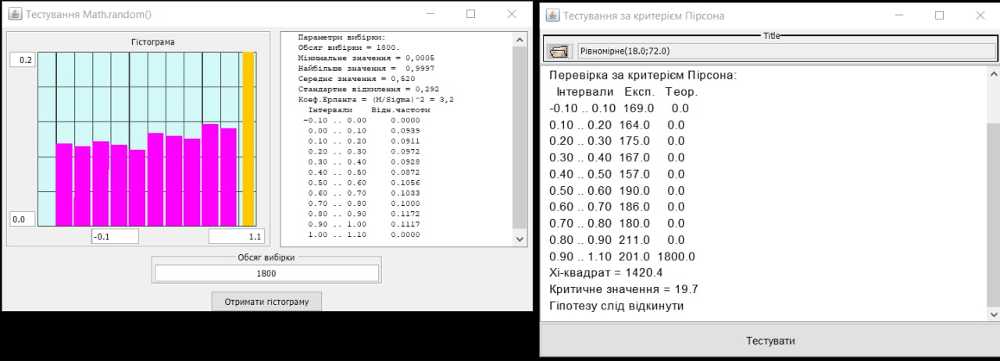 Тестування Math.random()
Гістограма
0.2
0.0
-0.1
1.1
Параметри вибірки:
Обсяг вибірки = 1800.
Мінімальне значення = 0,0005
Найбільше значення =  0,9997
Середнє значення = 0,520
Стандартне відхилення = 0,292
Коеф.Ерланга = (M/Sigma)^2 = 3,2
Інтервали Відн.частоти
-0.10 .. 0.00 0.0000
0.00 .. 0.10 0.0939
0.10 .. 0.20 0.0911
0.20 .. 0.30 0.0972
0.30 .. 0.40 0.0928
0.40 .. 0.50 0.0872
0.50 .. 0.60 0.1056
0.60 .. 0.70 0.1033
0.70 .. 0.80 0.1000
0.80 .. 0.90 0.1172
0.90 .. 1.00 0.1117
1.00 .. 1.10 0.0000
Обсяг вибірки
1800
Отримати гістограму
Тестування за критерієм Пірсона
Title
Рівномірне(18.0;72.0)
Перевірка за критерієм Пірсона:
Інтервали Експ. Теор.
-0.10 .. 0.10 169.0 0.0
0.10 .. 0.20 164.0 0.0
0.20 .. 0.30 175.0 0.0
0.30 .. 0.40 167.0 0.0
0.40 .. 0.50 157.0 0.0
0.50 .. 0.60 190.0 0.0
0.60 .. 0.70 186.0 0.0
0.70 .. 0.80 180.0 0.0
0.80 .. 0.90 211.0 0.0
0.90 .. 1.10 201.0 1800.0
Хі-квадрат = 1420.4
Критичне значення = 19.7
Гіпотезу слід відкинути
Тестувати